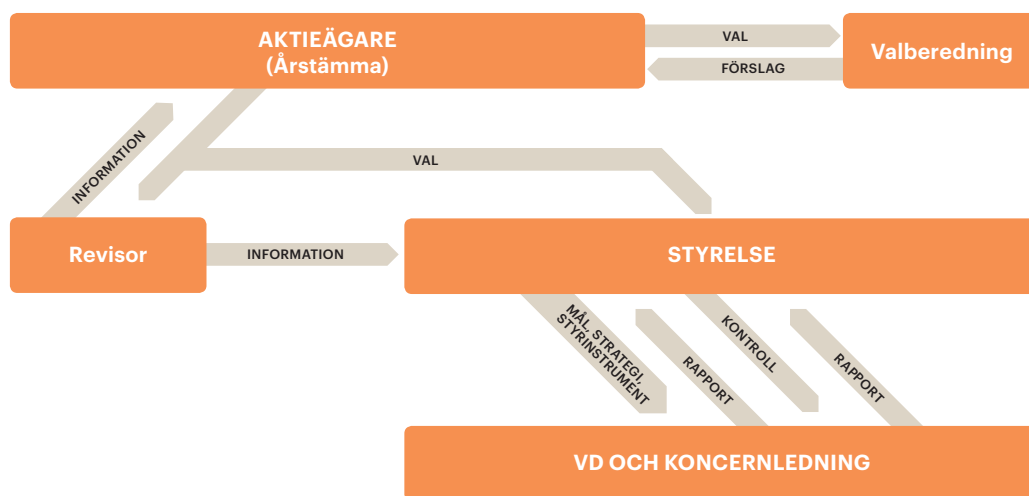 AKTIEÄGARE
(Årstämma)
VAL
FÖRSLAG
Valberedning
INFORMATION
VAL
Revisor
INFORMATION
STYRELSE
MÅL, STRATEGI,
STYRINSTRUMENT
RAPPORT
KONTROLL
RAPPORT
VD OCH KONCERNLEDNING